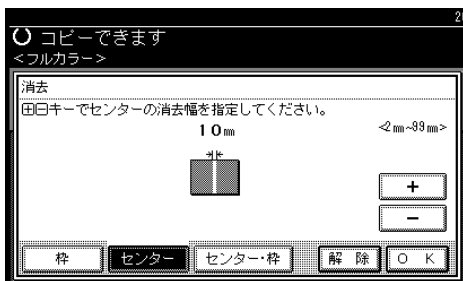 2
コピーできます
<フルカラー>
消去
⊞⊟キーでセンターの消去幅を指定してください。
10㎜
<2㎜~99㎜>
+
−
枠 センター センター・枠 解 除 O K